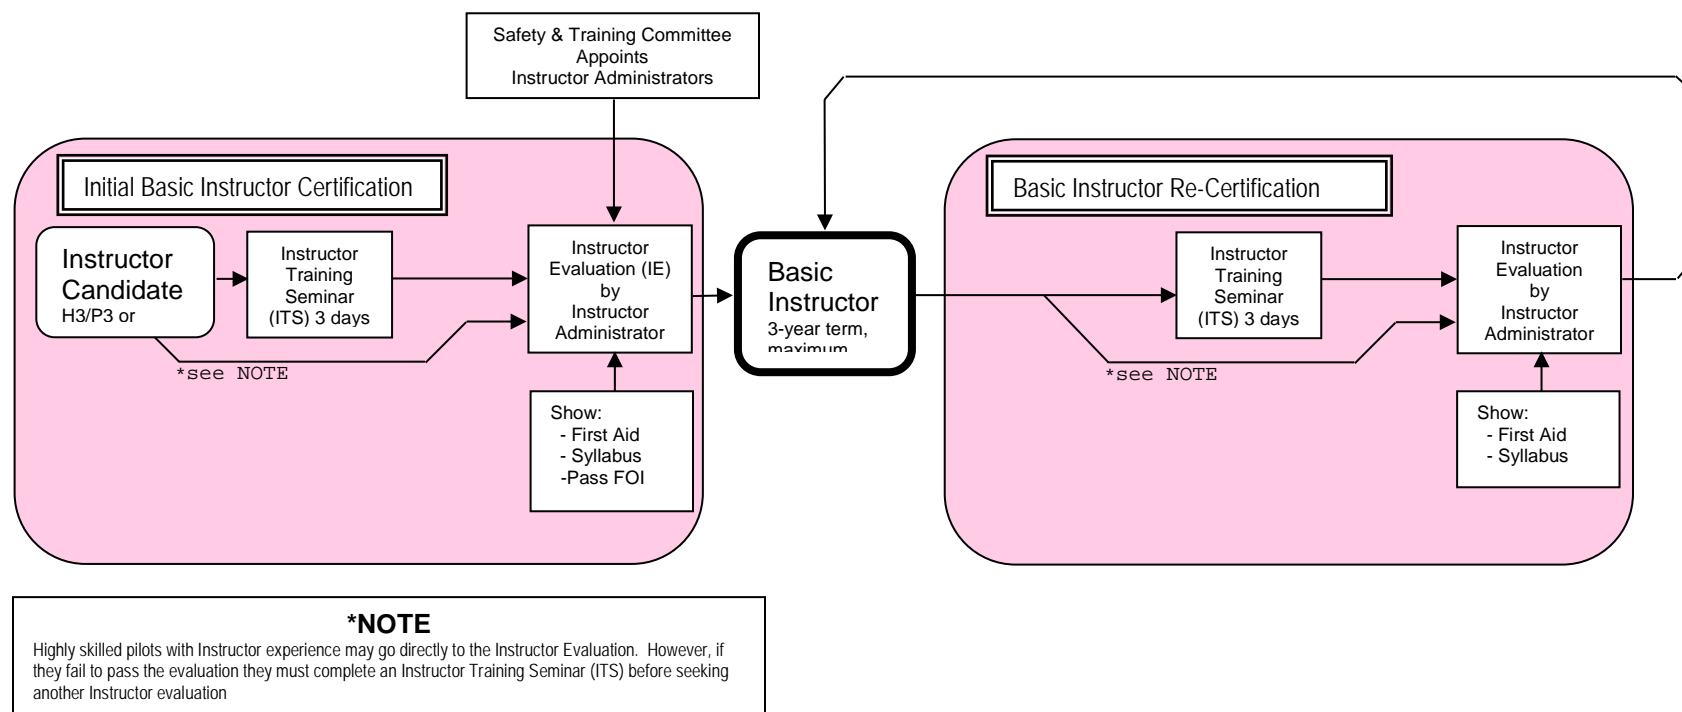 Safety & Training Committee
Appoints
Instructor Administrators
Initial Basic Instructor Certification
Instructor
Candidate
H3/P3 or
Instructor
Training
Seminar
(ITS) 3 days
Instructor
Evaluation (IE)
by
Instructor
Administrator
*see NOTE
Show:
- First Aid
- Syllabus
-Pass FOI
Basic
Instructor
3-year term,
maximum
Basic Instructor Re-Certification
Instructor
Training
Seminar
(ITS) 3 days
Instructor
Evaluation
by
Instructor
Administrator
*see NOTE
Show:
- First Aid
- Syllabus
*NOTE
Highly skilled pilots with Instructor experience may go directly to the Instructor Evaluation. However, if
they fail to pass the evaluation they must complete an Instructor Training Seminar (ITS) before seeking
another Instructor evaluation